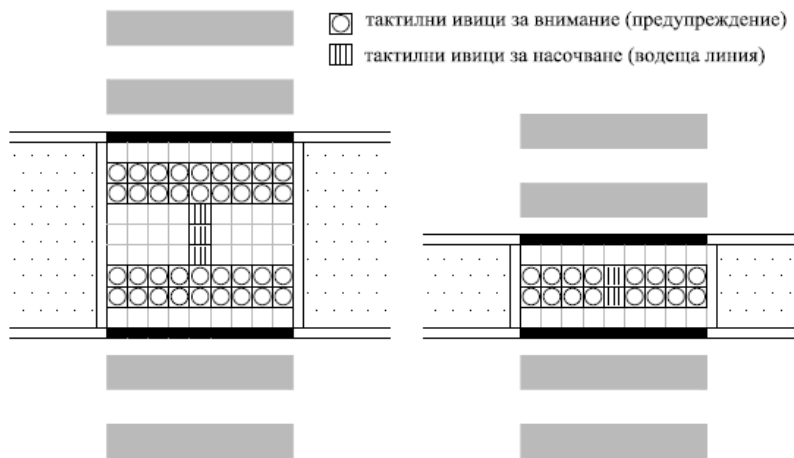 тактилни ивици за внимание (предупреждение)
тактилни ивици за насочване (водеща линия)